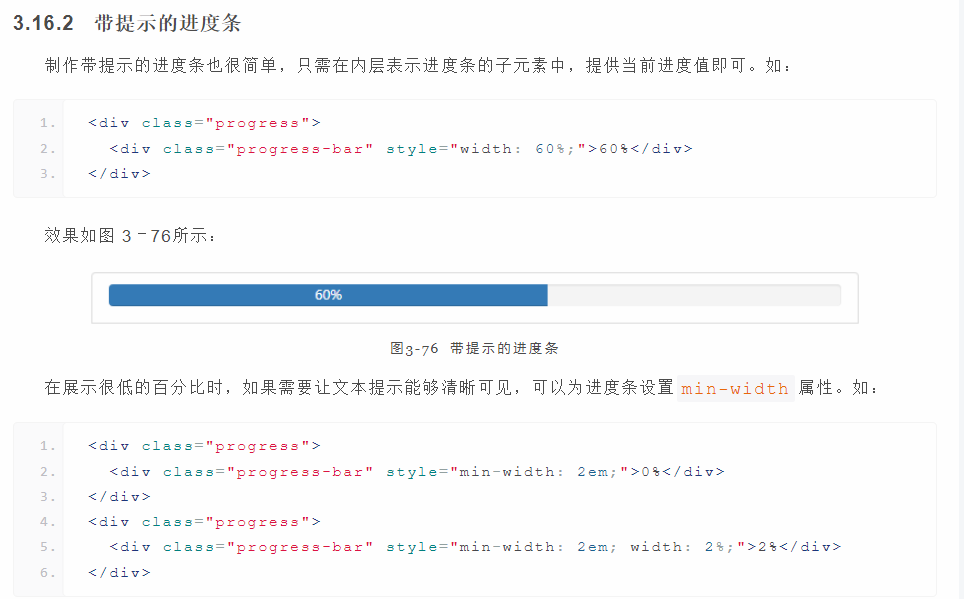 3.16.2 带提示的进度条
制作带提示的进度条也很简单，只需在内层表示进度条的子元素中，提供当前进度值即可。如：
1. <div class="progress">
2. <div class="progress-bar" style="width: 60%;">60%</div>
3. </div>
效果如图 3－76所示：
60%
图3-76 带提示的进度条
在展示很低的百分比时，如果需要让文本提示能够清晰可见，可以为进度条设置 min-width 属性。如：
1. <div class="progress">
2. <div class="progress-bar" style="min-width: 2em;">0%</div>
3. </div>
4. <div class="progress">
5. <div class="progress-bar" style="min-width: 2em; width: 2%;">2%</div>
6. </div>